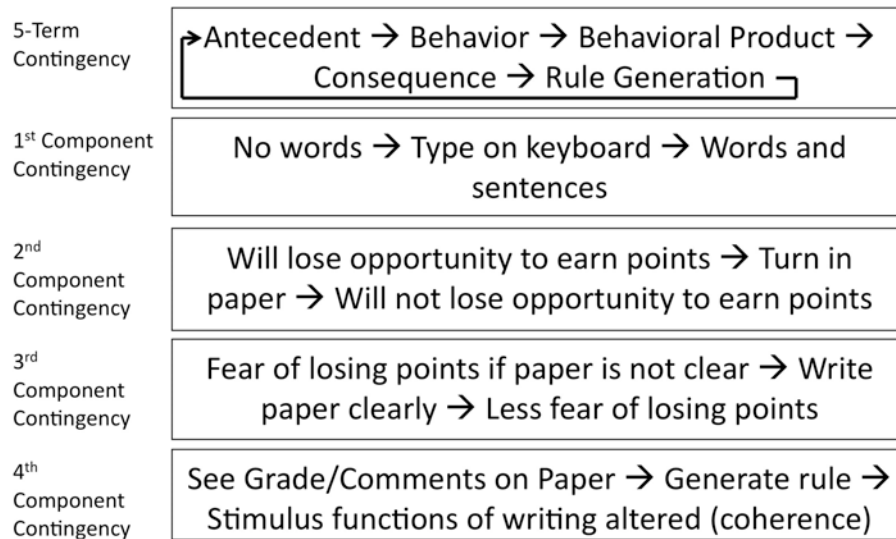 5-Term
Contingency
Antecedent → Behavior → Behavioral Product →
Consequence → Rule Generation
1st Component
Contingency
No words → Type on keyboard → Words and
sentences
2nd
Component
Contingency
Will lose opportunity to earn points → Turn in
paper → Will not lose opportunity to earn points
3rd
Component
Contingency
Fear of losing points if paper is not clear → Write
paper clearly → Less fear of losing points
4th
Component
Contingency
See Grade/Comments on Paper → Generate rule →
Stimulus functions of writing altered (coherence)